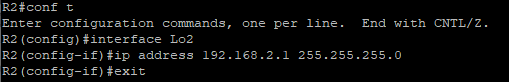 R2#conf t
Enter configuration commands, one per line.  End with CNTL/Z.
R2(config)#interface Lo2
R2(config-if)#ip address 192.168.2.1 255.255.255.0
R2(config-if)#exit